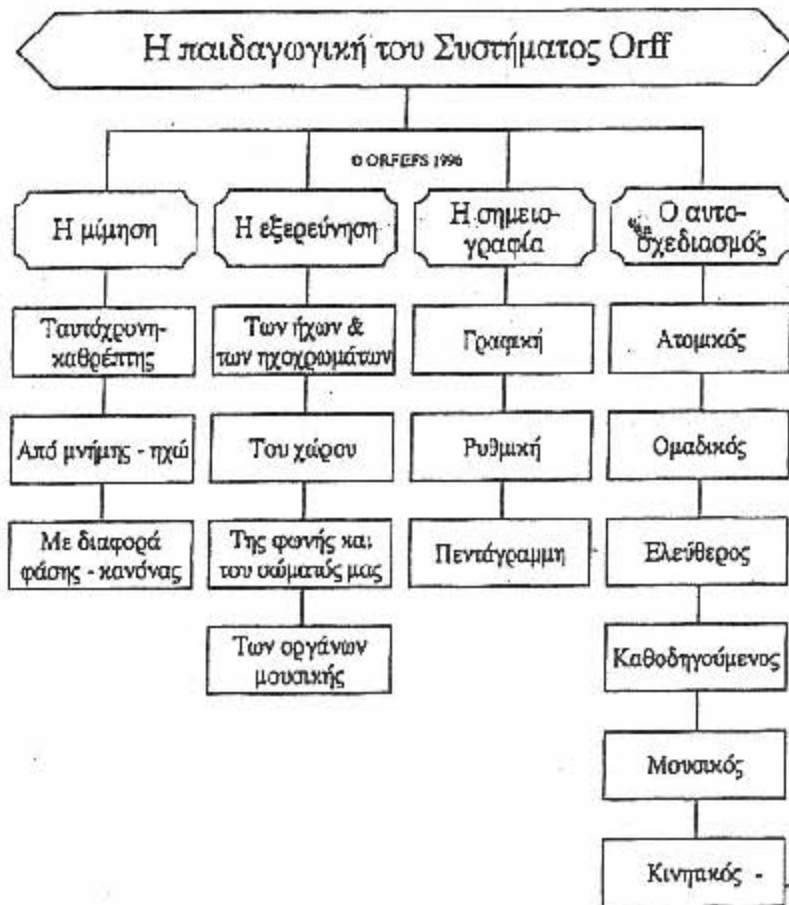 Η παιδαγωγική του Συστήματος Orff
© ORFEFS 1996
Η μίμηση
Ταυτόχρονη-
καθρέπτης
Από μνήμης - ηχώ
Με διαφορά
φάσης - κανόνας
Η εξερεύνηση
Των ήχων &
των ηχοχρωμάτων
Του χώρου
Της φωνής και
του σώματός μας
Των οργάνων
μουσικής
Η σημειο-
γραφία
Γραφική
Ρυθμική
Πεντάγραμμη
Ο αυτο-
σχεδιασμός
Ατομικός
Ομαδικός
Ελεύθερος
Καθοδηγούμενος
Μουσικός
Κινητικός